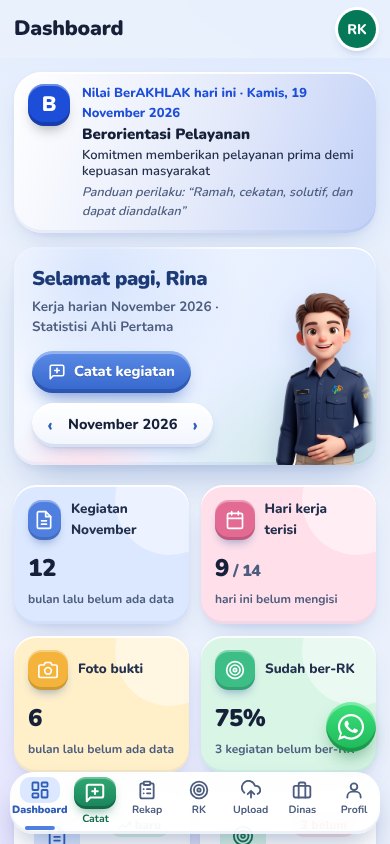 Dashboard
RK
B
Nilai BerAKHLAK hari ini · Kamis, 19
November 2026
Berorientasi Pelayanan
Komitmen memberikan pelayanan prima demi
kepuasan masyarakat
Panduan perilaku: “Ramah, cekatan, solutif, dan
dapat diandalkan”
Selamat pagi, Rina
Kerja harian November 2026 ·
Statistisi Ahli Pertama
Catat kegiatan
‹ November 2026 ›
Kegiatan
November
12
bulan lalu belum ada data
Hari kerja
terisi
9 / 14
hari ini belum mengisi
Foto bukti
6
bulan lalu belum ada data
Sudah ber-RK
75%
3 kegiatan belum ber-RK
Dashboard
Catat
Rekap
RK
Upload
Dinas
Profil